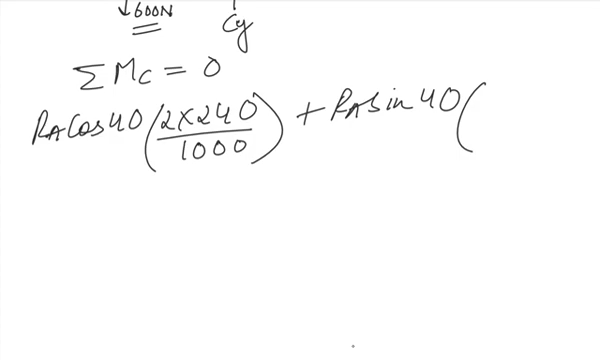 ↓600N Cy
ΣMc = 0
RACos40(2×240/1000) + RASin40(